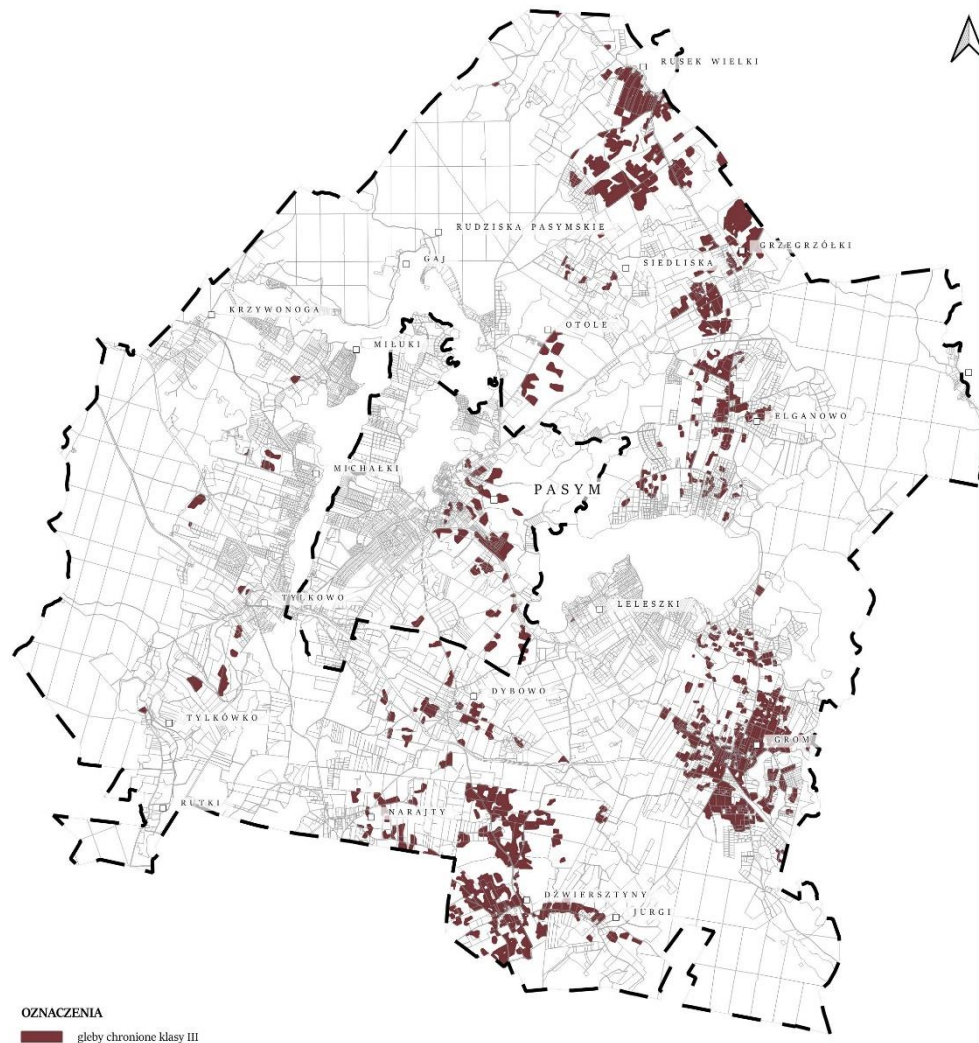 RUSEK WIELKI
RUDZISKA PASYMSKIE
GRZEGRZÓŁKI
GAJ
SIEDLISKA
KRZYWONOGA
OTOLE
MIŁUKI
ELGANOWO
MICHAŁKI
PASYM
TYLKOWO
LELESZKI
DYBOWO
TYLKÓWKO
GROM
RUTKI
NARAJTY
DŹWIERSZTYNY
JURGI
OZNACZENIA
gleby chronione klasy III